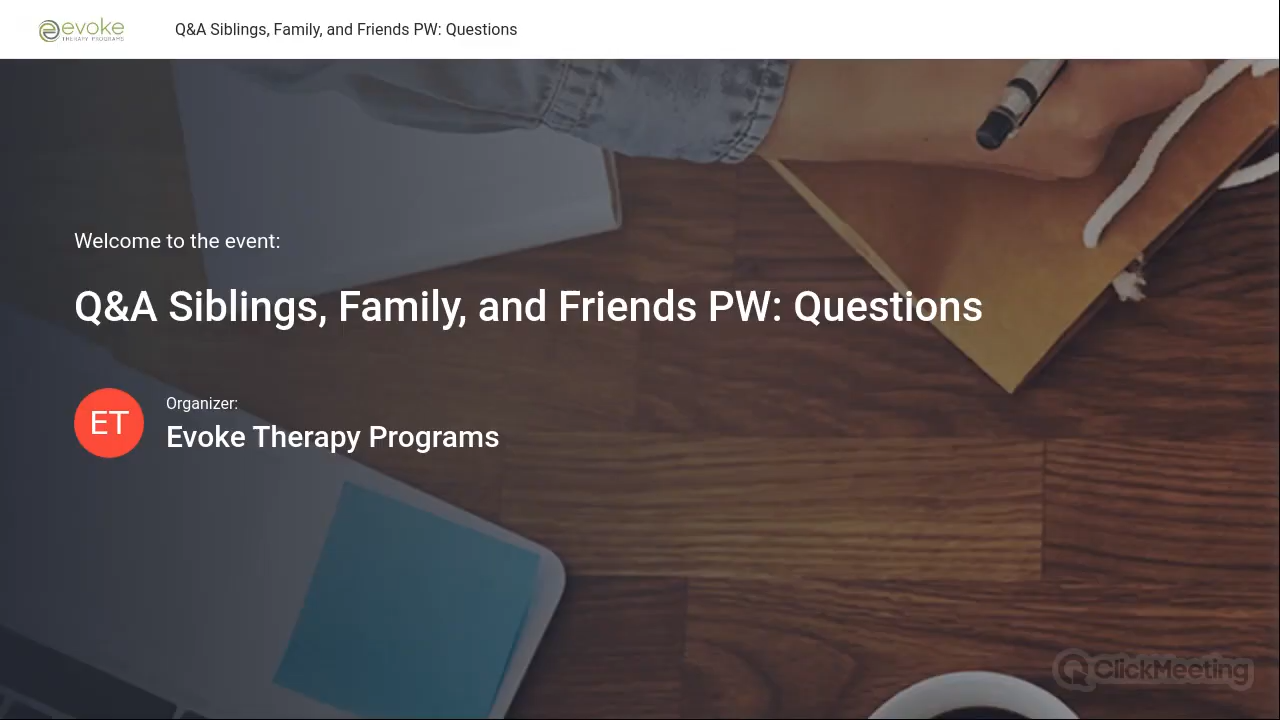 evoke
THERAPY PROGRAMS
Q&A Siblings, Family, and Friends PW: Questions
Welcome to the event:
Q&A Siblings, Family, and Friends PW: Questions
ET
Organizer:
Evoke Therapy Programs
ClickMeeting